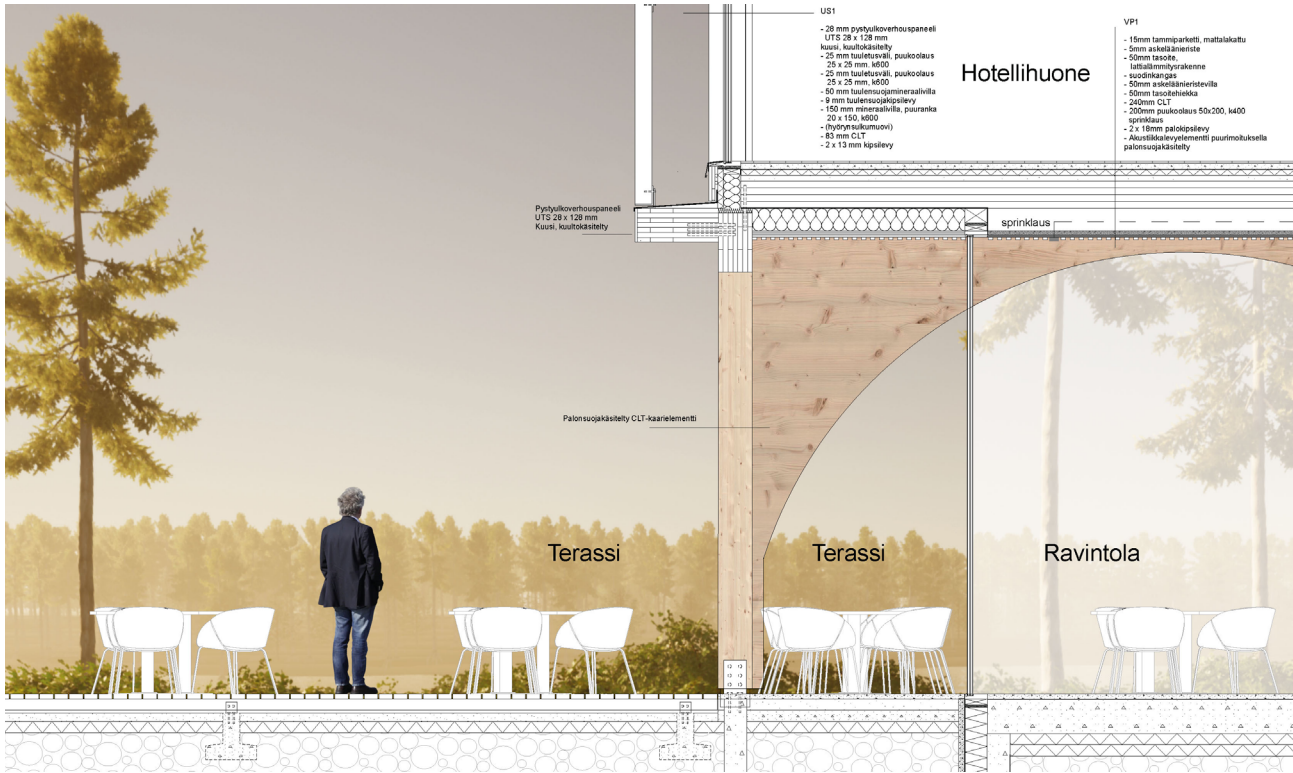 US1
- 28 mm pystyulkoverhouspaneeli
UTS 28 x 128 mm
kuusi, kuultokäsitelty
- 25 mm tuuletusväli, puukoolaus
25 x 25 mm. k600
- 25 mm tuuletusväli, puukoolaus
25 x 25 mm, k600
- 50 mm tuulensuojamineraalivilla
- 9 mm tuulensuojakipsilevy
- 150 mm mineraalivilla, puuranka
20 x 150, k600
- (höyrynsulkumuovi)
- 83 mm CLT
- 2 x 13 mm kipsilevy
Hotellihuone
VP1
- 15mm tammiparketti, mattalakattu
- 5mm askeläänieriste
- 50mm tasoite,
lattialämmitysrakenne
- suodinkangas
- 50mm askelääneristevilla
- 50mm tasoitehiekka
- 240mm CLT
- 200mm puukoolaus 50x200, k400
sprinklaus
- 2 x 18mm palokipsilevy
- Akustiikkalevyelementti puurimoituksella
palonsuojakäsitelty
Pystyulkoverhouspaneeli
UTS 28 x 128 mm
Kuusi, kuultokäsitelty
sprinklaus
Palonsuojakäsitelty CLT-kaarielementti
Terassi
Terassi
Ravintola